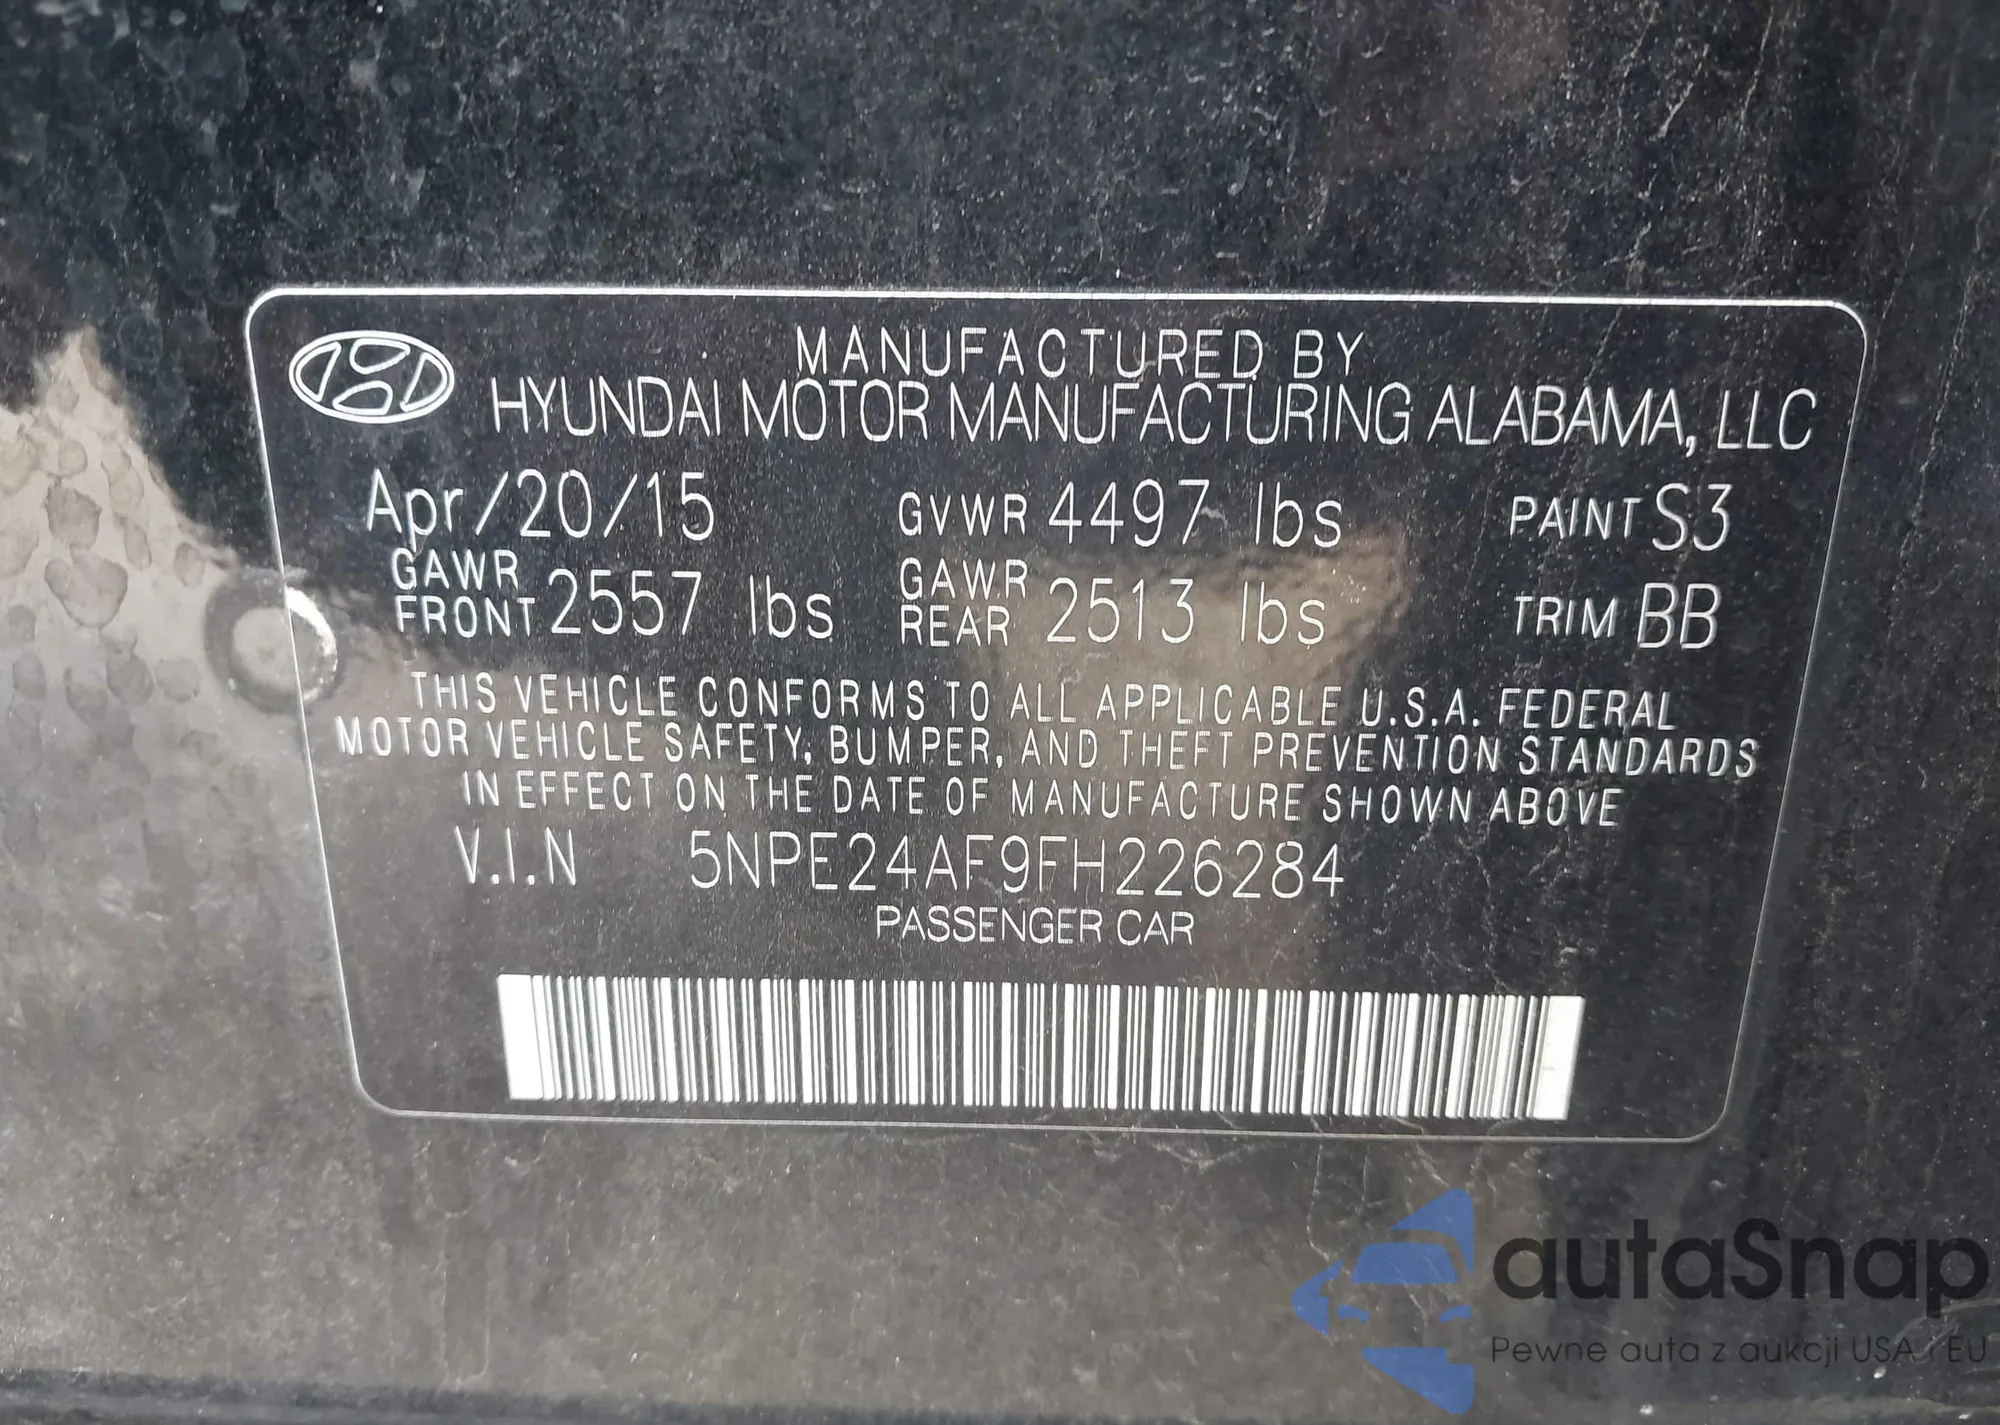 MANUFACTURED BY
HYUNDAI MOTOR MANUFACTURING ALABAMA, LLC
Apr/20/15 GVWR 4497 lbs PAINT S3
GAWR FRONT 2557 lbs GAWR REAR 2513 lbs TRIM BB
THIS VEHICLE CONFORMS TO ALL APPLICABLE U.S.A. FEDERAL
MOTOR VEHICLE SAFETY, BUMPER, AND THEFT PREVENTION STANDARDS
IN EFFECT ON THE DATE OF MANUFACTURE SHOWN ABOVE
V.I.N 5NPE24AF9FH226284
PASSENGER CAR
autaSnap
Pewne auta z aukcji USA i EU